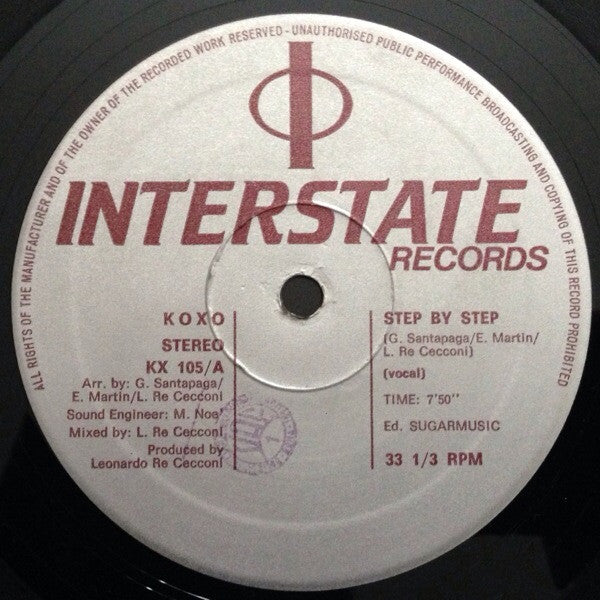 ALL RIGHTS OF THE MANUFACTURER AND OF THE OWNER OF THE RECORDED WORK RESERVED - UNAUTHORISED PUBLIC PERFORMANCE BROADCASTING AND COPYING OF THIS RECORD PROHIBITED
INTERSTATE
RECORDS
KOXO
STEREO
KX 105/A
Arr. by: G. Santapaga/
E. Martin/L. Re Cecconi
Sound Engineer: M. Noe
Mixed by: L. Re Cecconi
Produced by
Leonardo Re Cecconi
STEP BY STEP
(G. Santapaga/E. Martin/
L. Re Cecconi)
(vocal)
TIME: 7'50''
Ed. SUGARMUSIC
33 1/3 RPM